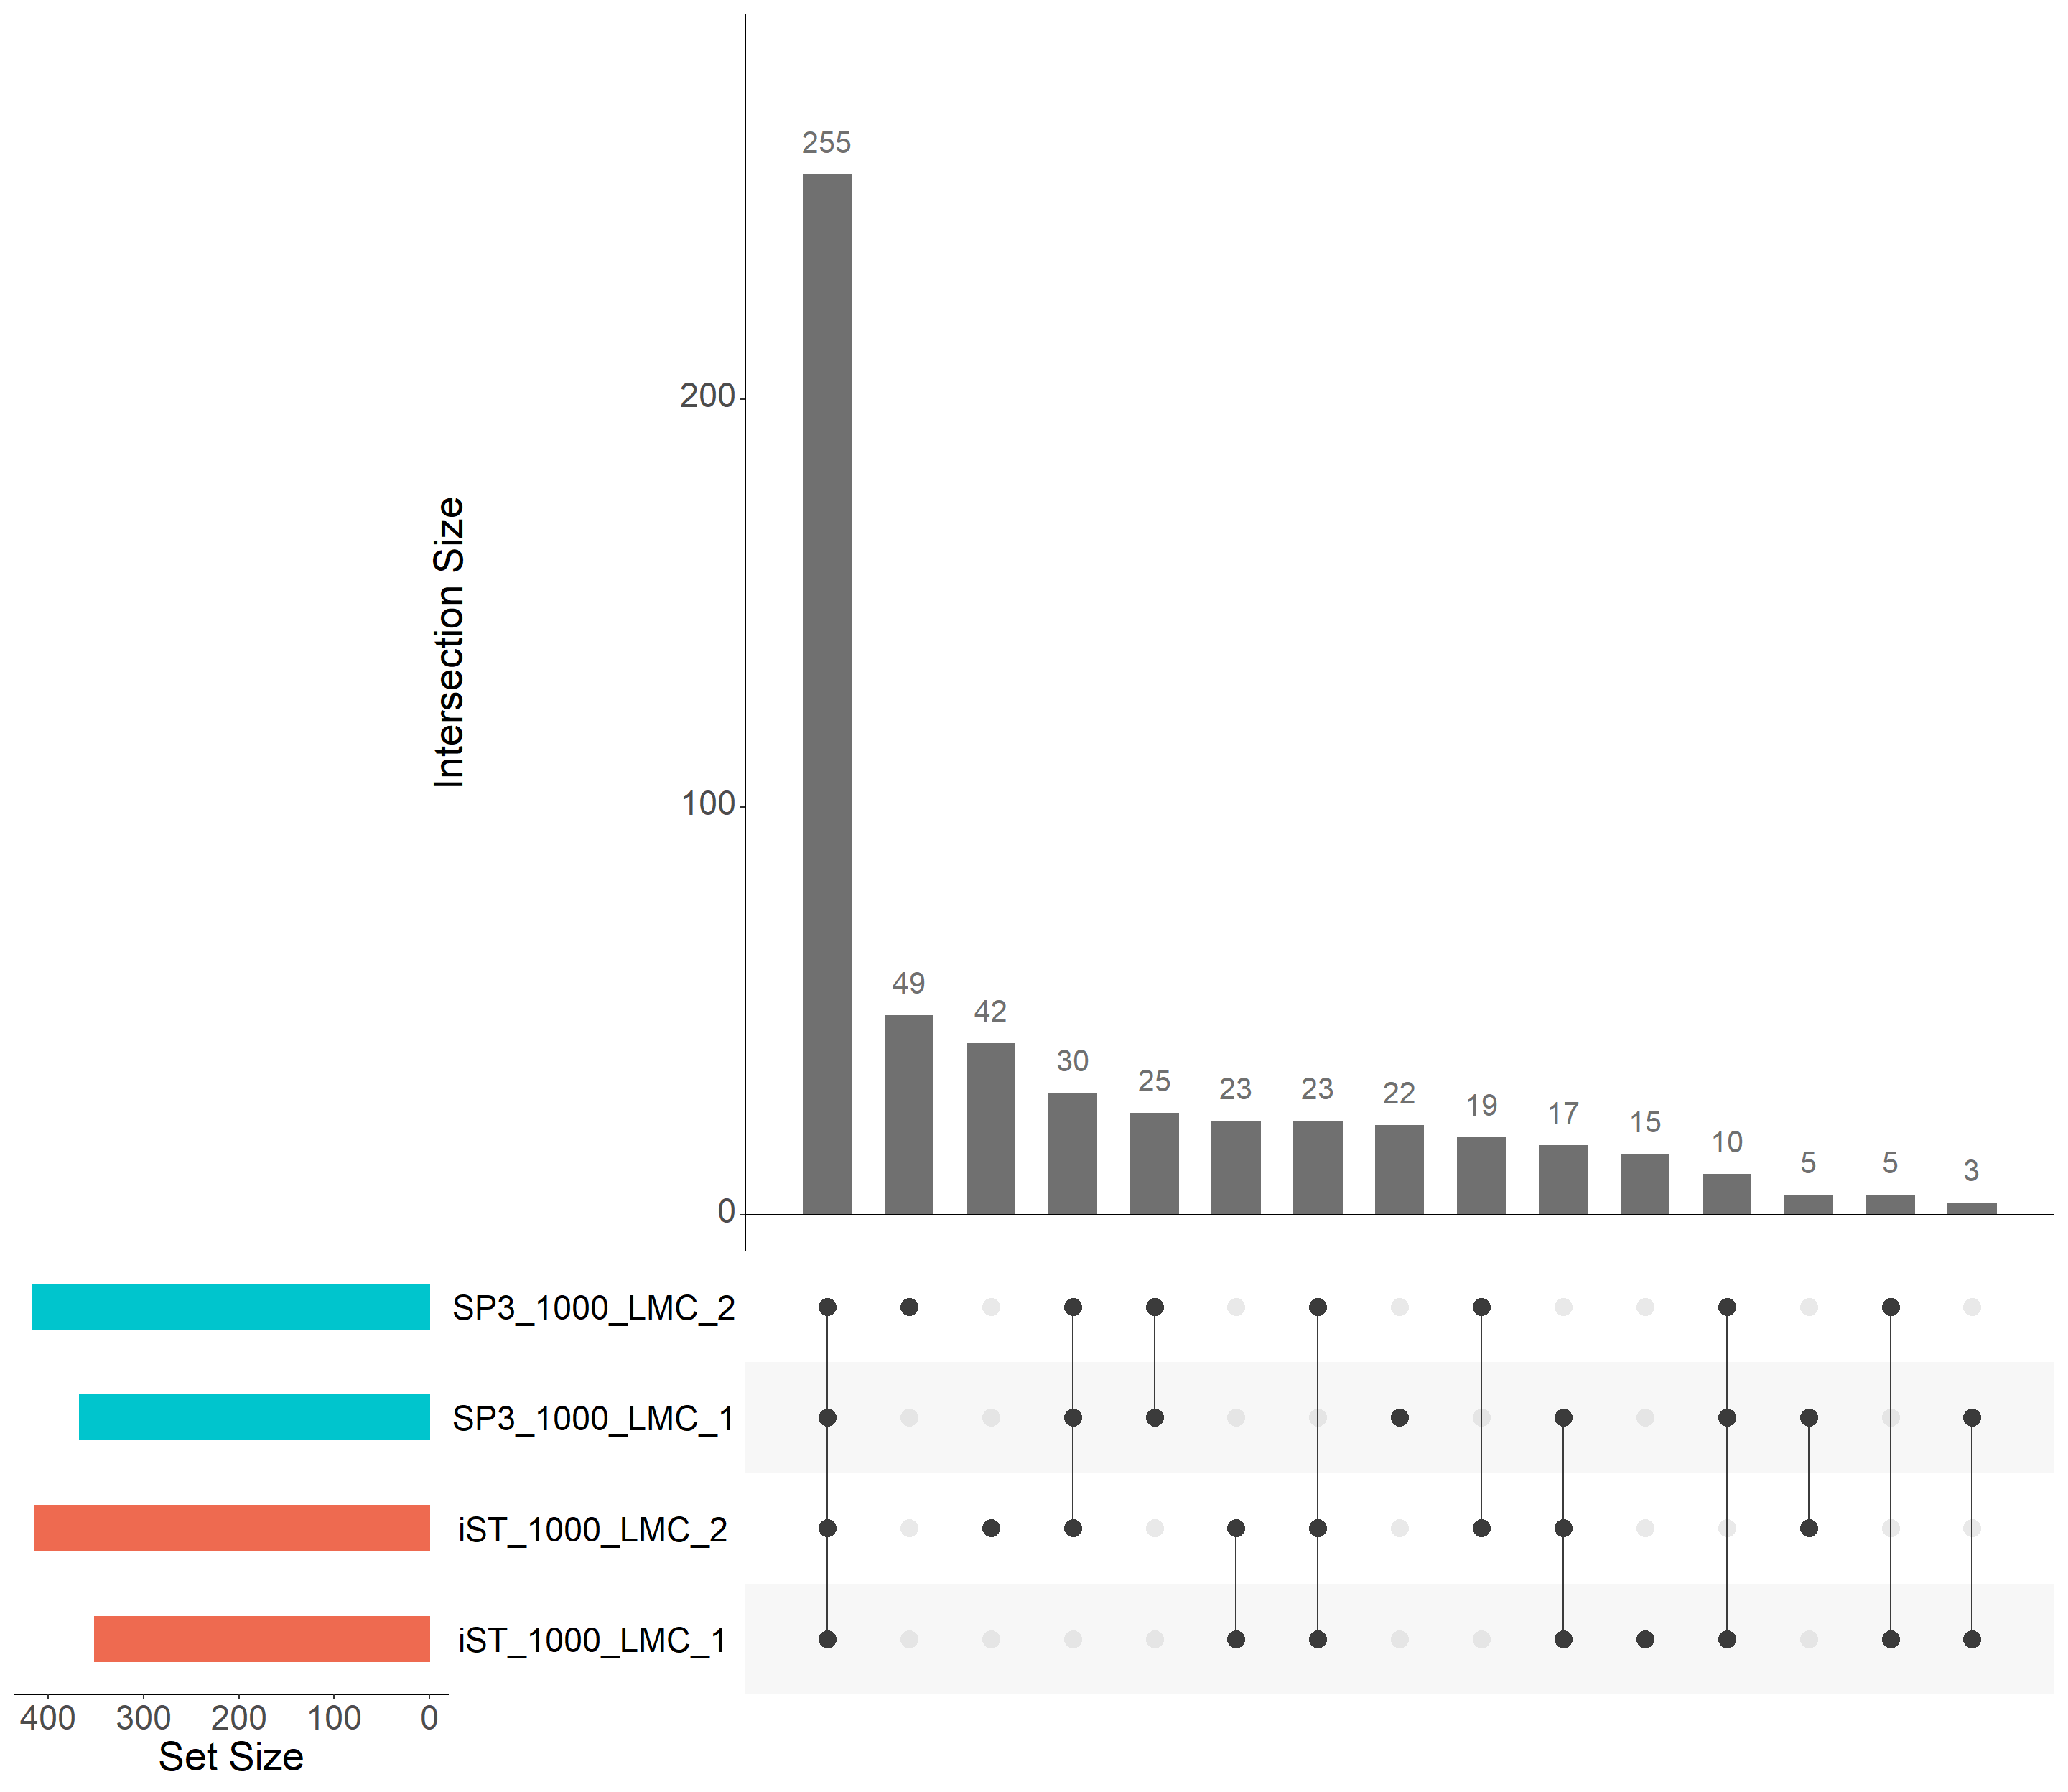 255
200
49
42
30
25
23
23
22
19
17
15
10
5
5
3
100
0
Intersection Size
SP3_1000_LMC_2
SP3_1000_LMC_1
iST_1000_LMC_2
iST_1000_LMC_1
400 300 200 100 0
Set Size